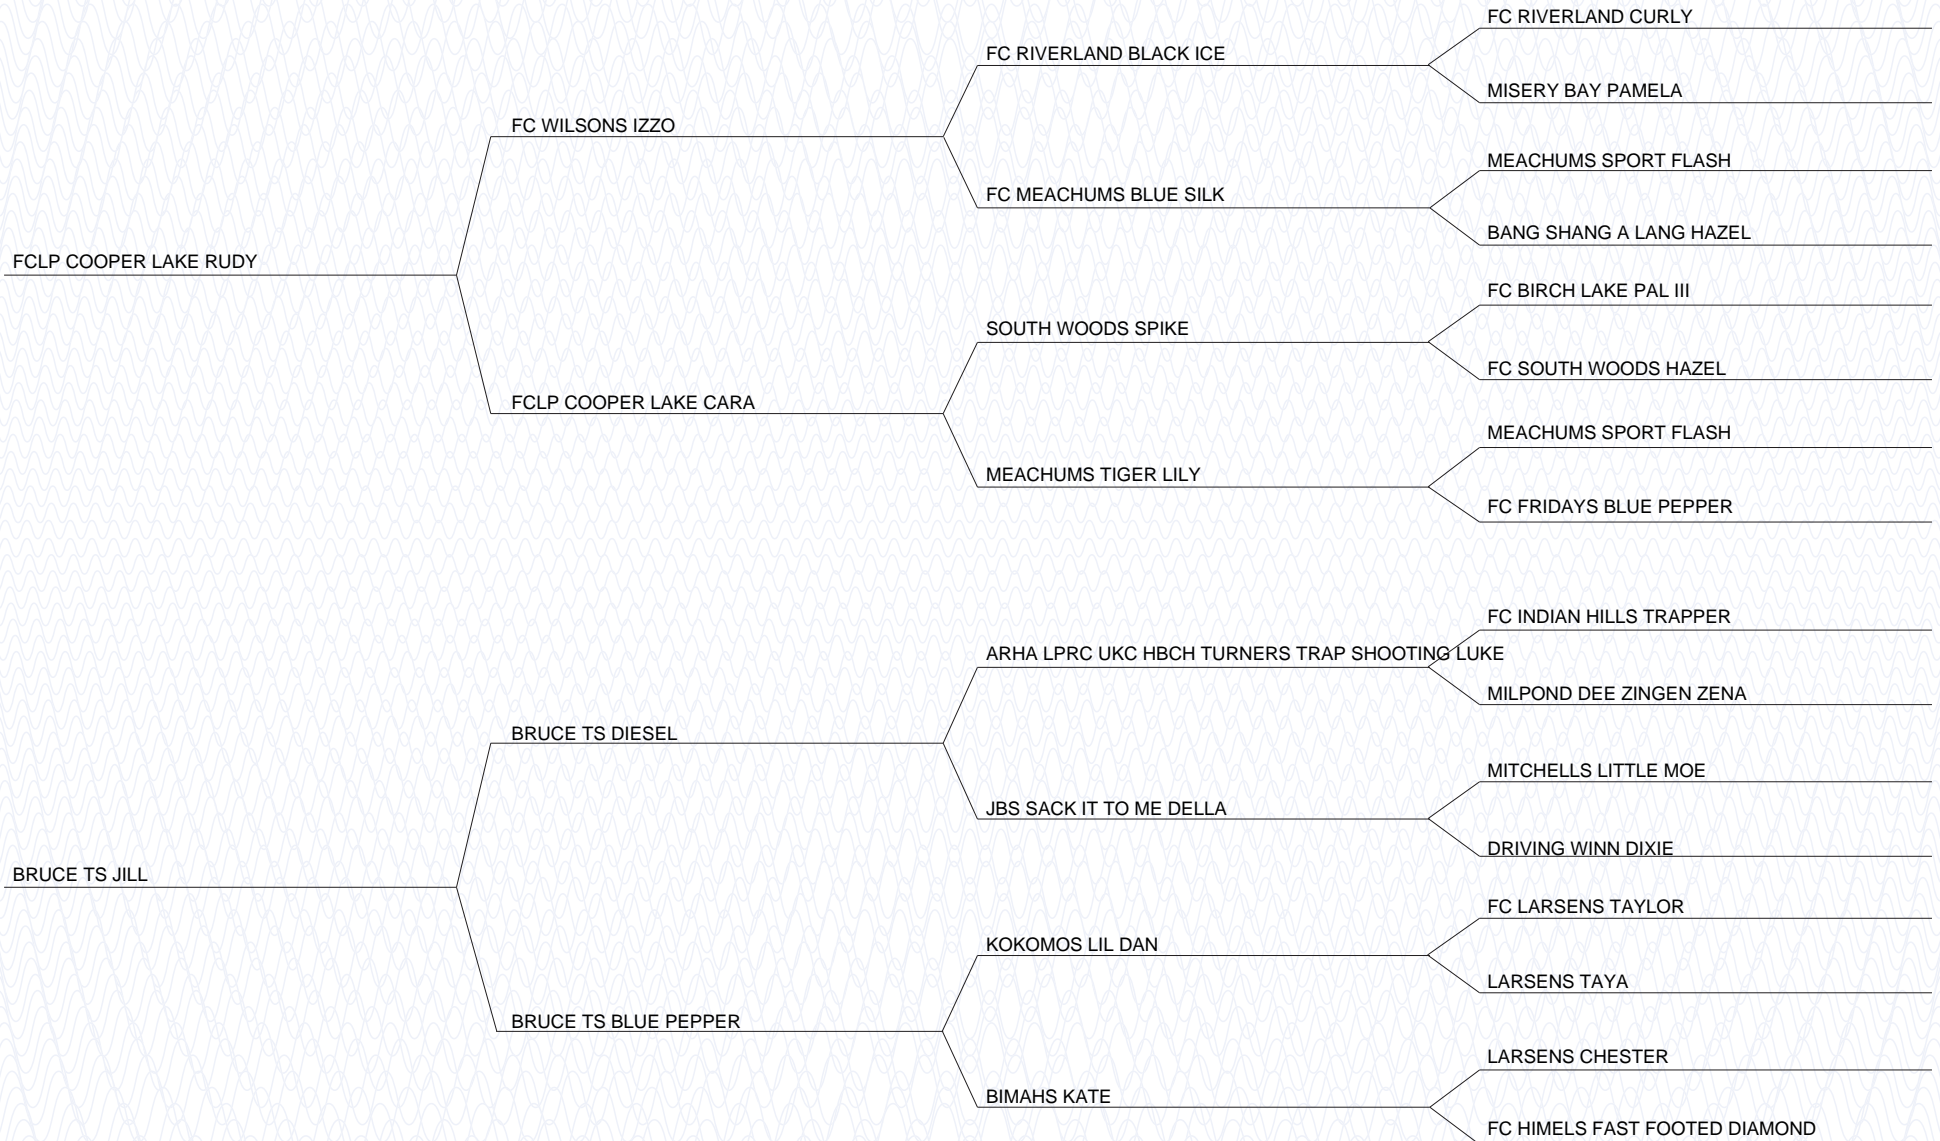 FC RIVERLAND CURLY
FC RIVERLAND BLACK ICE
MISERY BAY PAMELA
FC WILSONS IZZO
MEACHUMS SPORT FLASH
FC MEACHUMS BLUE SILK
BANG SHANG A LANG HAZEL
FCLP COOPER LAKE RUDY
FC BIRCH LAKE PAL III
SOUTH WOODS SPIKE
FC SOUTH WOODS HAZEL
FCLP COOPER LAKE CARA
MEACHUMS SPORT FLASH
MEACHUMS TIGER LILY
FC FRIDAYS BLUE PEPPER
FC INDIAN HILLS TRAPPER
ARHA LPRC UKC HBCH TURNERS TRAP SHOOTING LUKE
MILPOND DEE ZINGEN ZENA
BRUCE TS DIESEL
MITCHELLS LITTLE MOE
JBS SACK IT TO ME DELLA
DRIVING WINN DIXIE
BRUCE TS JILL
FC LARSENS TAYLOR
KOKOMOS LIL DAN
LARSENS TAYA
BRUCE TS BLUE PEPPER
LARSENS CHESTER
BIMAHS KATE
FC HIMELS FAST FOOTED DIAMOND